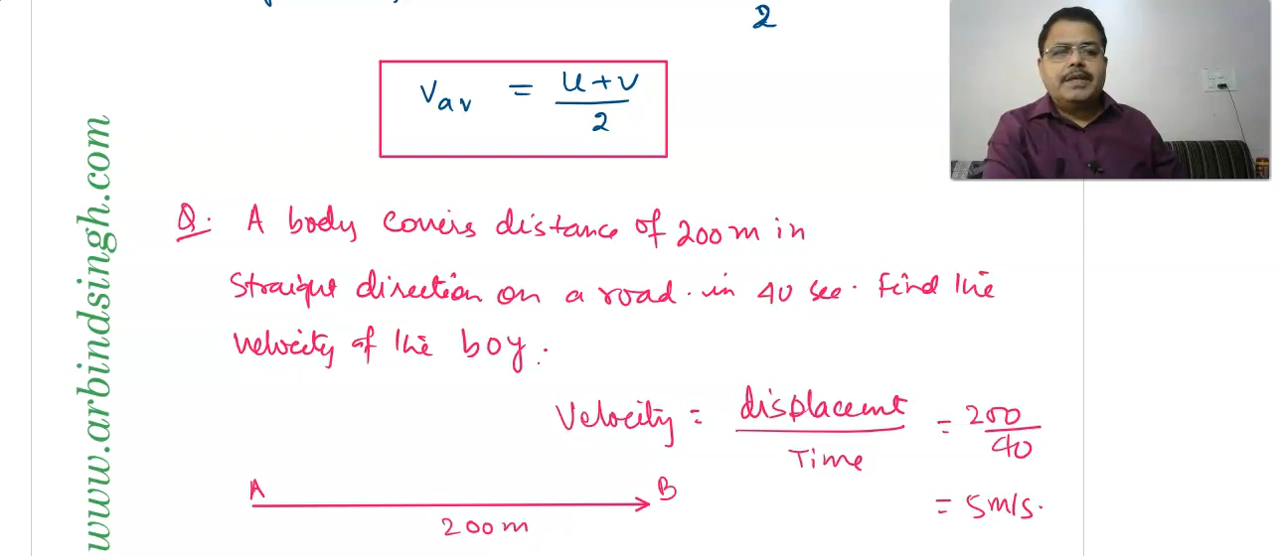 2
Vav = u+v
2
Q. A body covers distance of 200m in
straight direction on a road. in 40 sec. Find the
velocity of the boy.
Velocity = displacemt = 200
Time 40
= 5m/s.
A B
200m
www.arbindsingh.com